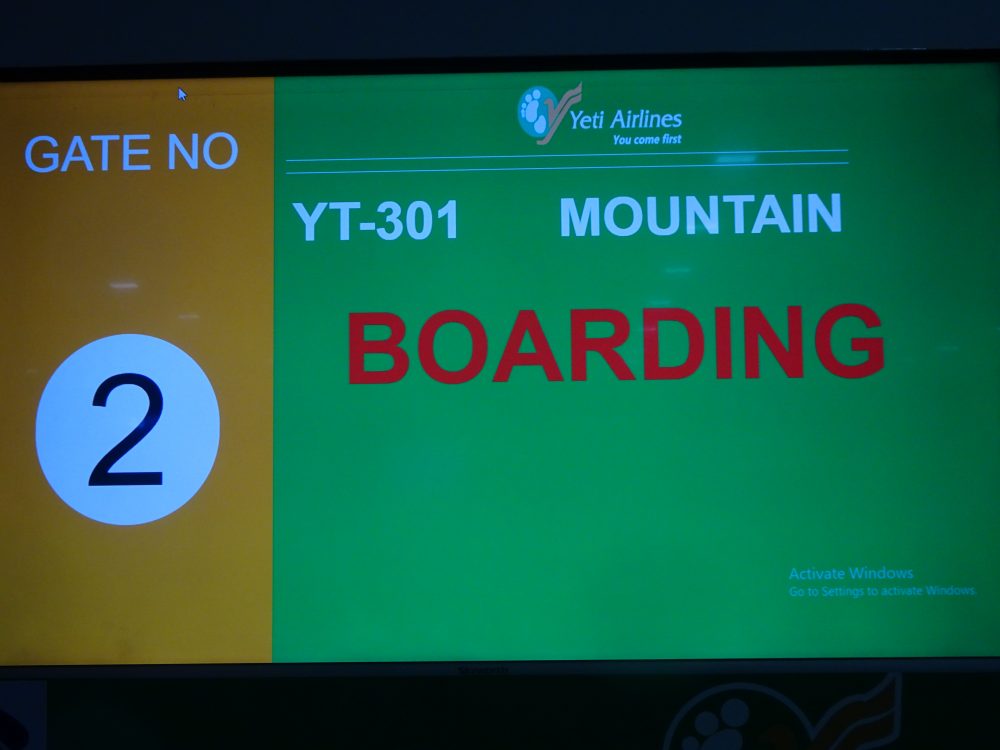 GATE NO
2
Yeti Airlines
You come first
YT-301 MOUNTAIN
BOARDING
Activate Windows
Go to Settings to activate Windows.
Skyworth